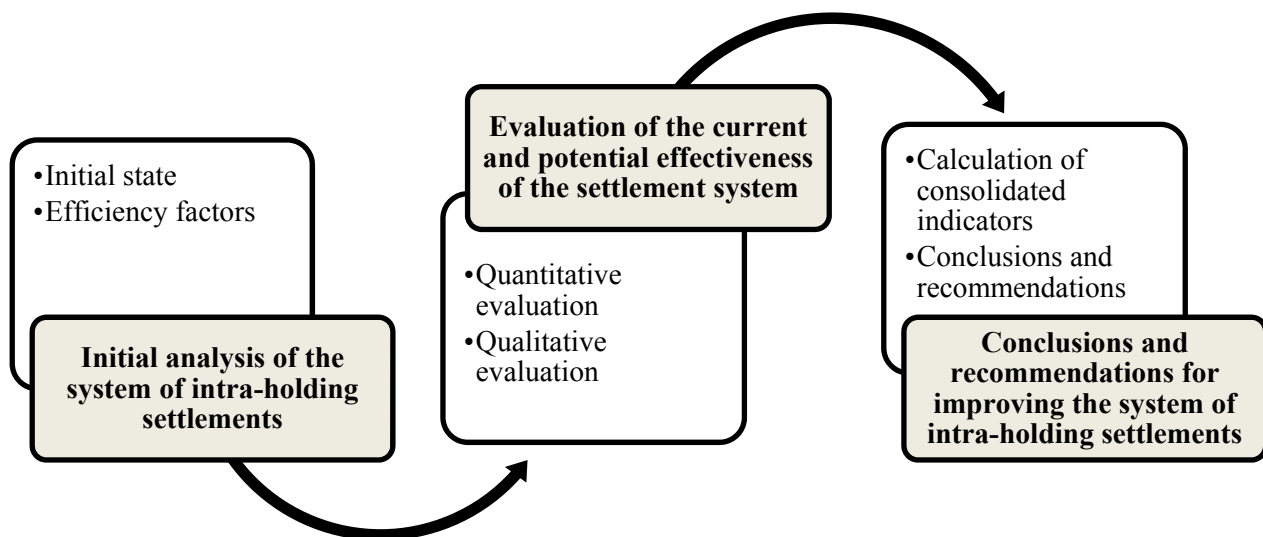 •Initial state
•Efficiency factors
Initial analysis of the
system of intra-holding
settlements
Evaluation of the current
and potential effectiveness
of the settlement system
•Quantitative
evaluation
•Qualitative
evaluation
•Calculation of
consolidated
indicators
•Conclusions and
recommendations
Conclusions and
recommendations for
improving the system of
intra-holding settlements